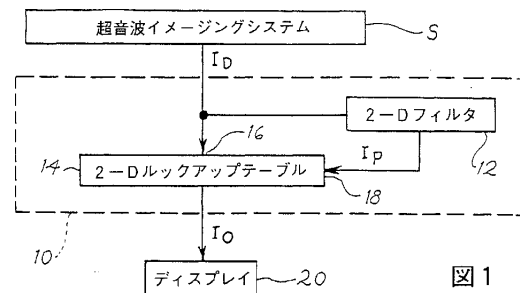 超音波イメージングシステム
S
I_D
2-Dフィルタ
16
14
2-Dルックアップテーブル
I_P
12
18
10
I_O
ディスプレイ
20
図1